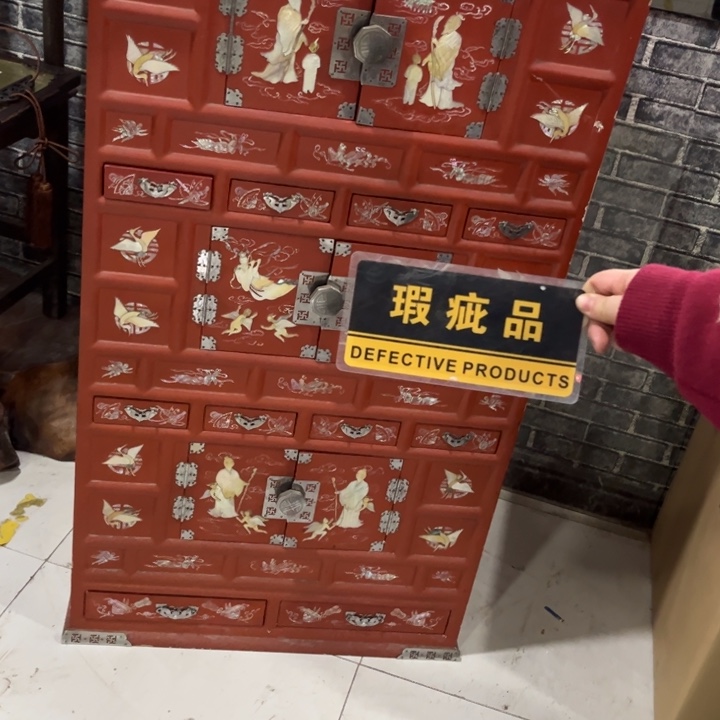 瑕疵品
DEFECTIVE PRODUCTS